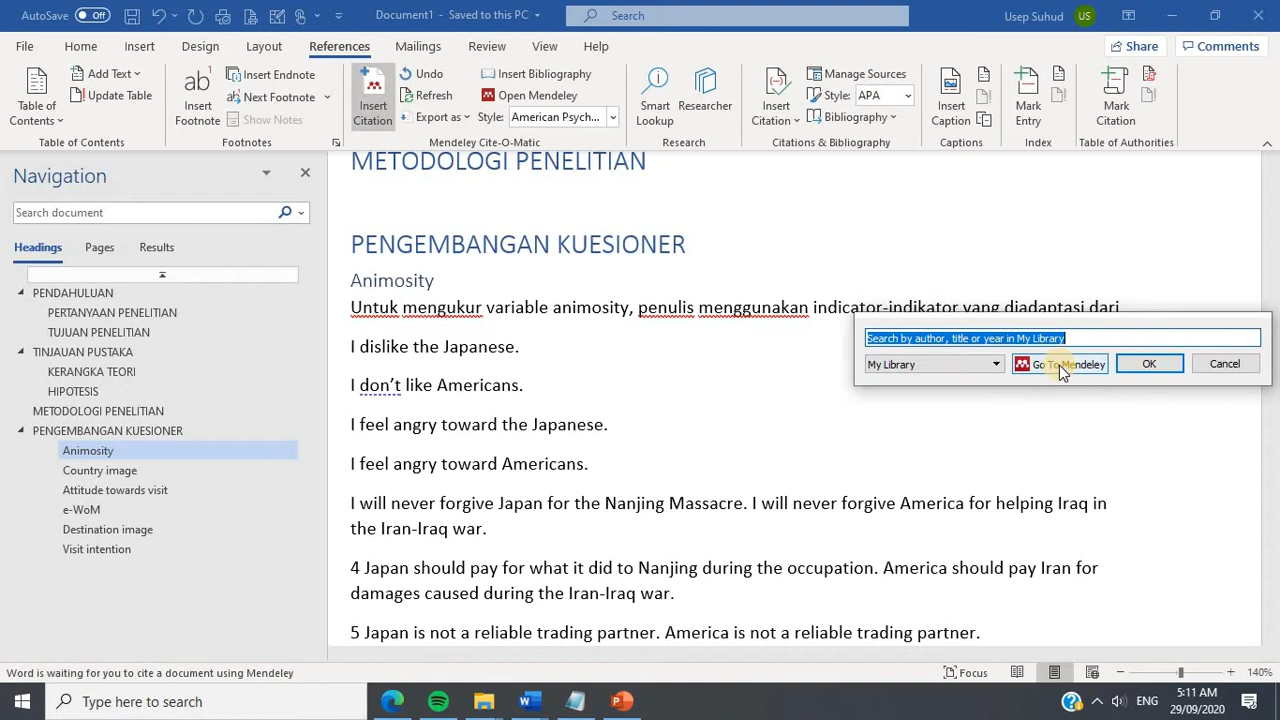 AutoSave Off Document1 - Saved to this PC Search Usep Suhud US
File Home Insert Design Layout References Mailings Review View Help Share Comments
Table of Contents
Add Text
Update Table
Table of Contents
Insert Footnote
Insert Endnote
Next Footnote
Show Notes
Footnotes
Insert Citation
Undo
Refresh
Export as
Insert Bibliography
Open Mendeley
Style: American Psych...
Mendeley Cite-O-Matic
Smart Lookup
Researcher
Research
Insert Citation
Manage Sources
Style: APA
Bibliography
Citations & Bibliography
Insert Caption
Captions
Mark Entry
Index
Mark Citation
Table of Authorities
Navigation
Search document
Headings Pages Results
PENDAHULUAN
PERTANYAAN PENELITIAN
TUJUAN PENELITIAN
TINJAUAN PUSTAKA
KERANGKA TEORI
HIPOTESIS
METODOLOGI PENELITIAN
PENGEMBANGAN KUESIONER
Animosity
Country image
Attitude towards visit
e-WoM
Destination image
Visit intention
METODOLOGI PENELITIAN
PENGEMBANGAN KUESIONER
Animosity
Untuk mengukur variable animosity, penulis menggunakan indicator-indikator yang diadaptasi dari
I dislike the Japanese.
I don't like Americans.
I feel angry toward the Japanese.
I feel angry toward Americans.
I will never forgive Japan for the Nanjing Massacre. I will never forgive America for helping Iraq in
the Iran-Iraq war.
4 Japan should pay for what it did to Nanjing during the occupation. America should pay Iran for
damages caused during the Iran-Iraq war.
5 Japan is not a reliable trading partner. America is not a reliable trading partner.
Search by author, title or year in My Library
My Library Go To Mendeley OK Cancel
Word is waiting for you to cite a document using Mendeley Focus 140%
Type here to search ENG 5:11 AM
29/09/2020